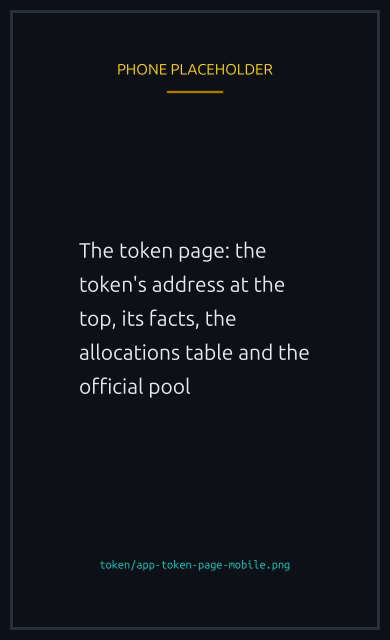 PHONE PLACEHOLDER
The token page: the
token's address at the
top, its facts, the
allocations table and the
official pool
token/app-token-page-mobile.png